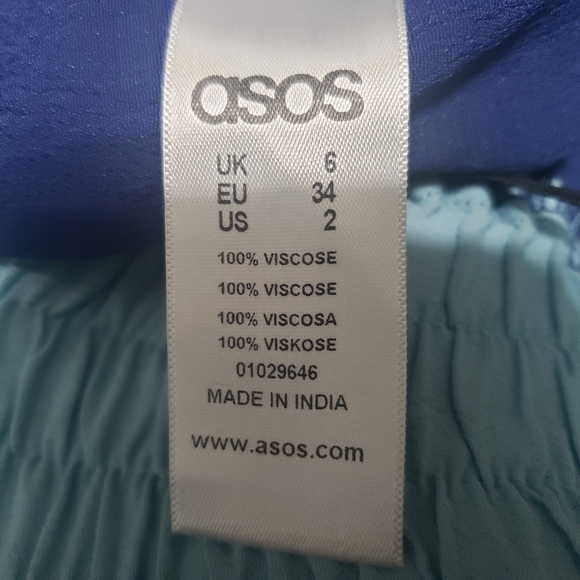 asos
UK 6
EU 34
US 2
100% VISCOSE
100% VISCOSE
100% VISCOSA
100% VISKOSE
01029646
MADE IN INDIA
www.asos.com